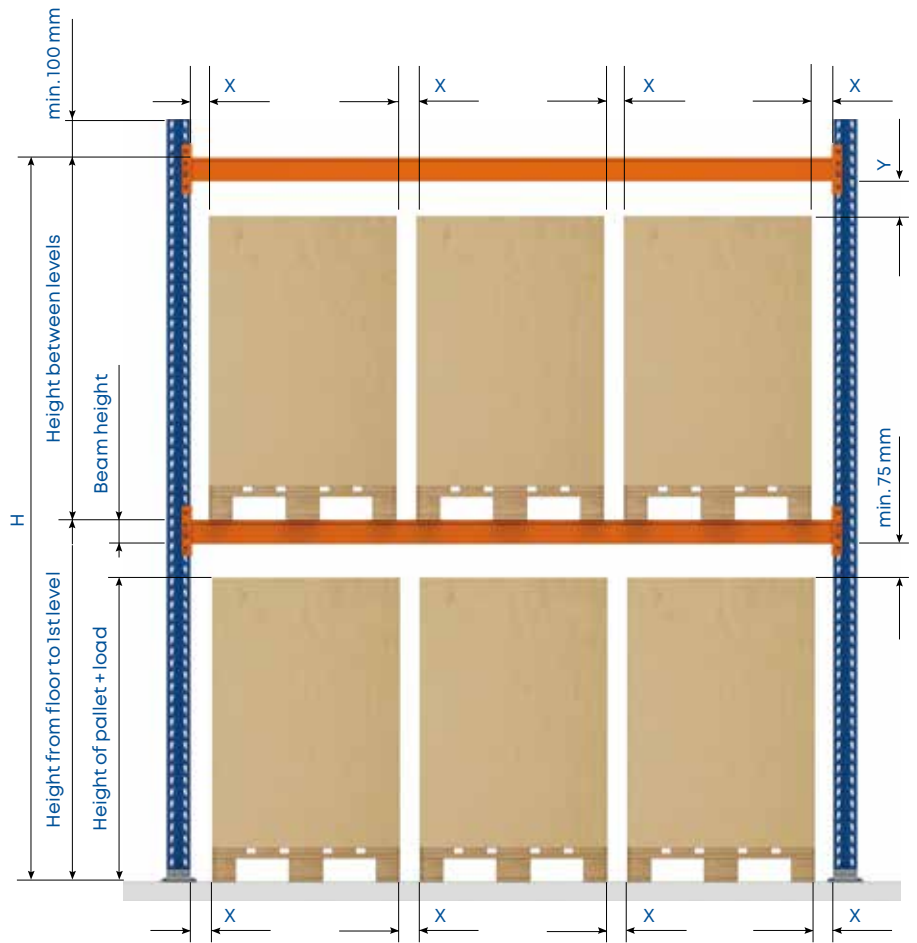 min. 100 mm
X
X
X
X
Y
Height between levels
Beam height
min. 75 mm
H
Height from floor to 1st level
Height of pallet + load
X
X
X
X